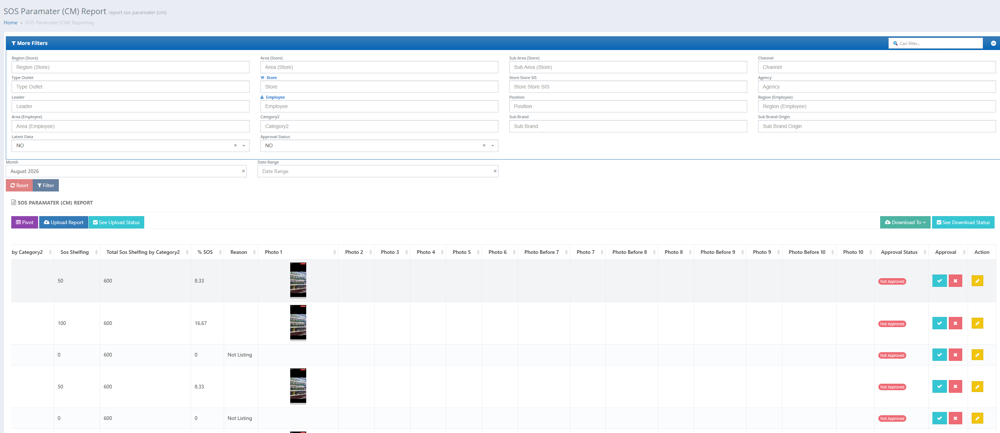 SOS Paramater (CM) Report report sos paramater (cm)
Home • SOS Paramater (CM) Reporting
More Filters
Cari filter...
Region (Store) Area (Store) Sub Area (Store) Channel
Region (Store) Area (Store) Sub Area (Store) Channel
Type Outlet Store Store Store SIS Agency
Type Outlet Store Store Store SIS Agency
Leader Employee Position Region (Employee)
Leader Employee Position Region (Employee)
Area (Employee) Category2 Sub Brand Sub Brand Origin
Area (Employee) Category2 Sub Brand Sub Brand Origin
Latest Data Approval Status
NO × NO ×
Month Date Range
August 2026 × Date Range ×
Reset Filter
SOS PARAMATER (CM) REPORT
Pivot Upload Report See Upload Status Download To See Download Status
by Category2 Sos Shelfing Total Sos Shelfing by Category2 % SOS Reason Photo 1 Photo 2 Photo 3 Photo 4 Photo 5 Photo 6 Photo Before 7 Photo 7 Photo Before 8 Photo 8 Photo Before 9 Photo 9 Photo Before 10 Photo 10 Approval Status Approval Action
50 600 8.33 Not Approved
100 600 16.67 Not Approved
0 600 0 Not Listing Not Approved
50 600 8.33 Not Approved
0 600 0 Not Listing Not Approved